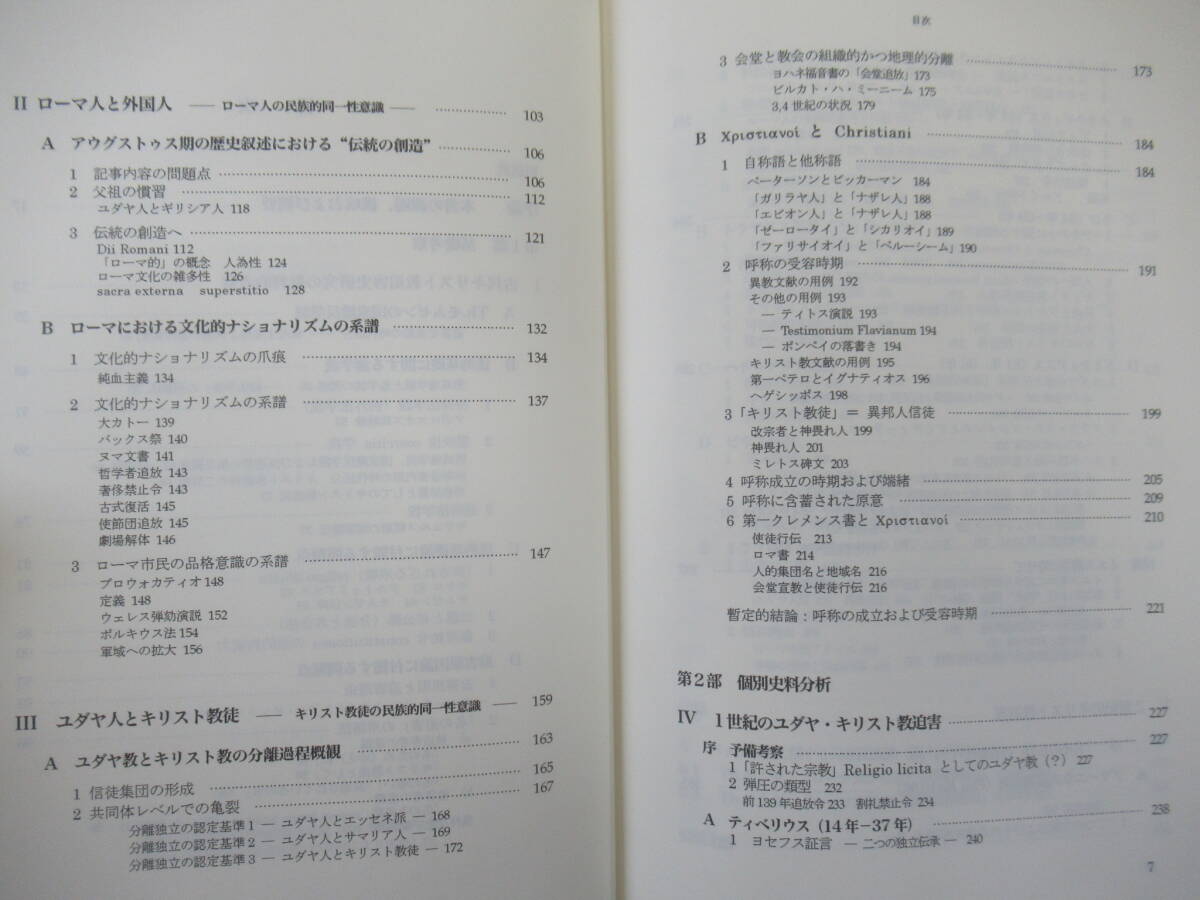 II ローマ人と外国人 ── ローマ人の民族的同一性意識 ── ………… 103
A アウグストゥス期の歴史叙述における“伝統の創造” ………… 106
1 記事内容の問題点 ………… 106
2 父祖の慣習 ………… 112
ユダヤ人とギリシア人 118
3 伝統の創造へ ………… 121
Dii Romani 112
「ローマ的」の概念 人為性 124
ローマ文化の雑多性 126
sacra externa superstitio 128
B ローマにおける文化的ナショナリズムの系譜 ………… 132
1 文化的ナショナリズムの爪痕 ………… 134
純血主義 134
2 文化的ナショナリズムの系譜 ………… 137
大カトー 139
バックス祭 140
ヌマ文書 141
哲学者追放 143
奢侈禁止令 143
古式復活 145
使節団追放 145
劇場解体 146
3 ローマ市民の品格意識の系譜 ………… 147
プロウォカティオ 148
定義 148
ウェレス弾劾演説 152
ポルキウス法 154
軍域への拡大 156
III ユダヤ人とキリスト教徒 ── キリスト教徒の民族的同一性意識 ── 159
A ユダヤ教とキリスト教の分離過程概観 ………… 163
1 信徒集団の形成 ………… 165
2 共同体レベルでの亀裂 ………… 167
分離独立の認定基準1 ─ ユダヤ人とエッセネ派 ─ 168
分離独立の認定基準2 ─ ユダヤ人とサマリア人 ─ 169
分離独立の認定基準3 ─ ユダヤ人とキリスト教徒 ─ 172
目次
3 会堂と教会の組織的かつ地理的分離 ………… 173
ヨハネ福音書の「会堂追放」173
ビルカト・ハ・ミーニーム 175
3,4世紀の状況 179
B Χριστιανοί と Christiani ………… 184
1 自称語と他称語 ………… 184
ペーターソンとビッカーマン 184
「ガリラヤ人」と「ナザレ人」188
「エビオン人」と「ナザレ人」188
「ゼーロータイ」と「シカリオイ」189
「ファリサイオイ」と「ペルーシーム」190
2 呼称の受容時期 ………… 191
異教文献の用例 192
その他の用例 193
― ティトス演説 193
― Testimonium Flavianum 194
― ポンペイの落書き 194
キリスト教文献の用例 195
第一ペテロとイグナティオス 196
ヘゲシッポス 198
3「キリスト教徒」= 異邦人信徒 ………… 199
改宗者と神畏れ人 199
神畏れ人 201
ミレトス碑文 203
4 呼称成立の時期および端緒 ………… 205
5 呼称に含蓄された原意 ………… 209
6 第一クレメンス書と Χριστιανοί ………… 210
使徒行伝 213
ロマ書 214
人的集団名と地域名 216
会堂宣教と使徒行伝 216
暫定的結論：呼称の成立および受容時期 ………… 221
第2部 個別史料分析
IV 1世紀のユダヤ・キリスト教迫害 ………… 227
序 予備考察 ………… 227
1「許された宗教」Religio licita としてのユダヤ教（?）227
2 弾圧の類型 232
前139年追放令 233 割礼禁止令 234
A ティベリウス (14年−37年) ………… 238
1 ヨセフス証言 ─ 二つの独立伝承 ─ 240
7